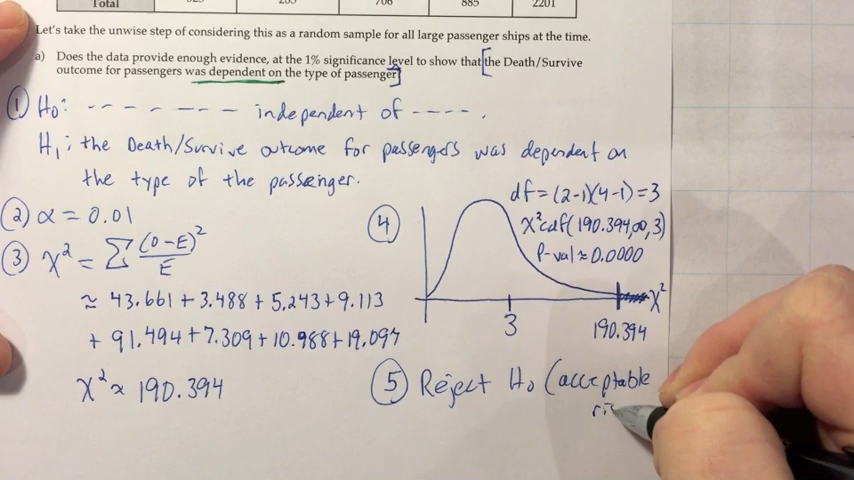 Total 706 885 2201
Let's take the unwise step of considering this as a random sample for all large passenger ships at the time.
a) Does the data provide enough evidence, at the 1% significance level to show that [the Death/Survive
outcome for passengers was dependent on the type of passenger]
① H₀: -- - - - - - independent of ----.
H₁: the Death/Survive outcome for passengers was dependent on
the type of the passenger.
② α = 0.01
③ χ² = Σ (O-E)²/E
≈ 43.661 + 3.488 + 5.243 + 9.113
+ 91.494 + 7.309 + 10.988 + 19.097
χ² ≈ 190.394
④
df = (2-1)(4-1) = 3
χ²cdf(190.394, ∞, 3)
P-val ≈ 0.0000
χ²
3
190.394
⑤ Reject H₀ (acceptable